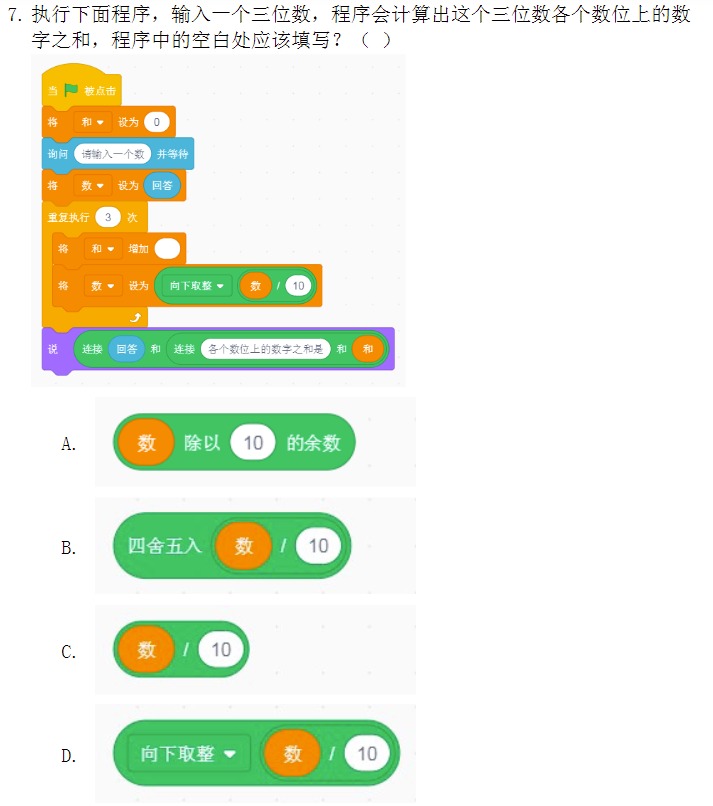 7. 执行下面程序，输入一个三位数，程序会计算出这个三位数各个数位上的数
字之和，程序中的空白处应该填写？（ ）
当 被点击
将 和 设为 0
询问 请输入一个数 并等待
将 数 设为 回答
重复执行 3 次
将 和 增加
将 数 设为 向下取整 数 / 10
说 连接 回答 和 连接 各个数位上的数字之和是 和 和
A. 数 除以 10 的余数
B. 四舍五入 数 / 10
C. 数 / 10
D. 向下取整 数 / 10